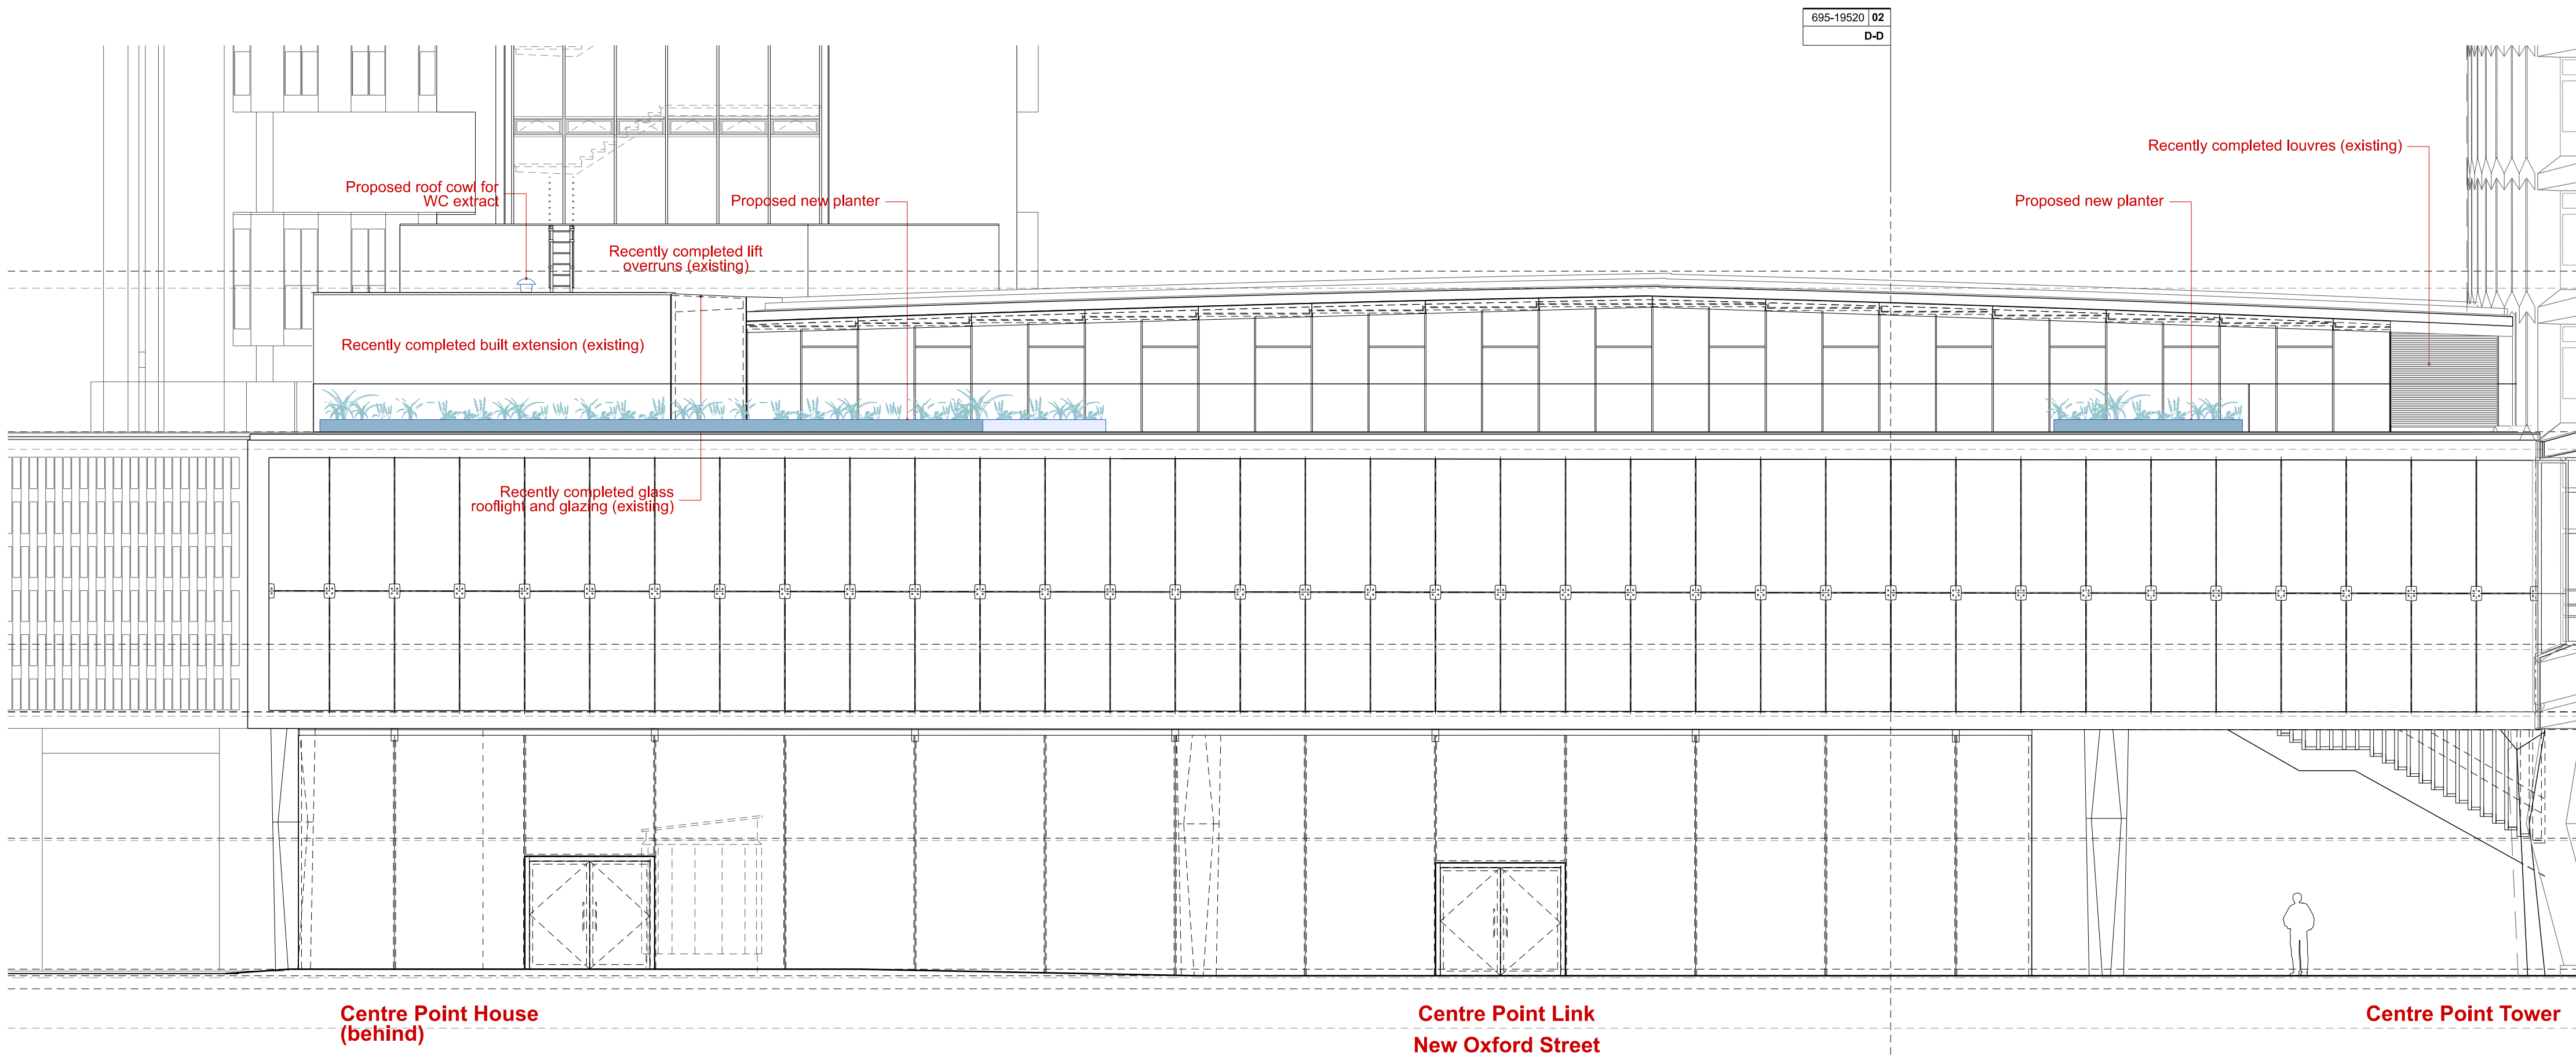 695-19520 02
D-D
Recently completed louvres (existing)
Proposed roof cowl for
WC extract
Proposed new planter
Proposed new planter
Recently completed lift
overruns (existing)
Recently completed built extension (existing)
Recently completed glass
rooflight and glazing (existing)
Centre Point House
(behind)
Centre Point Link
New Oxford Street
Centre Point Tower